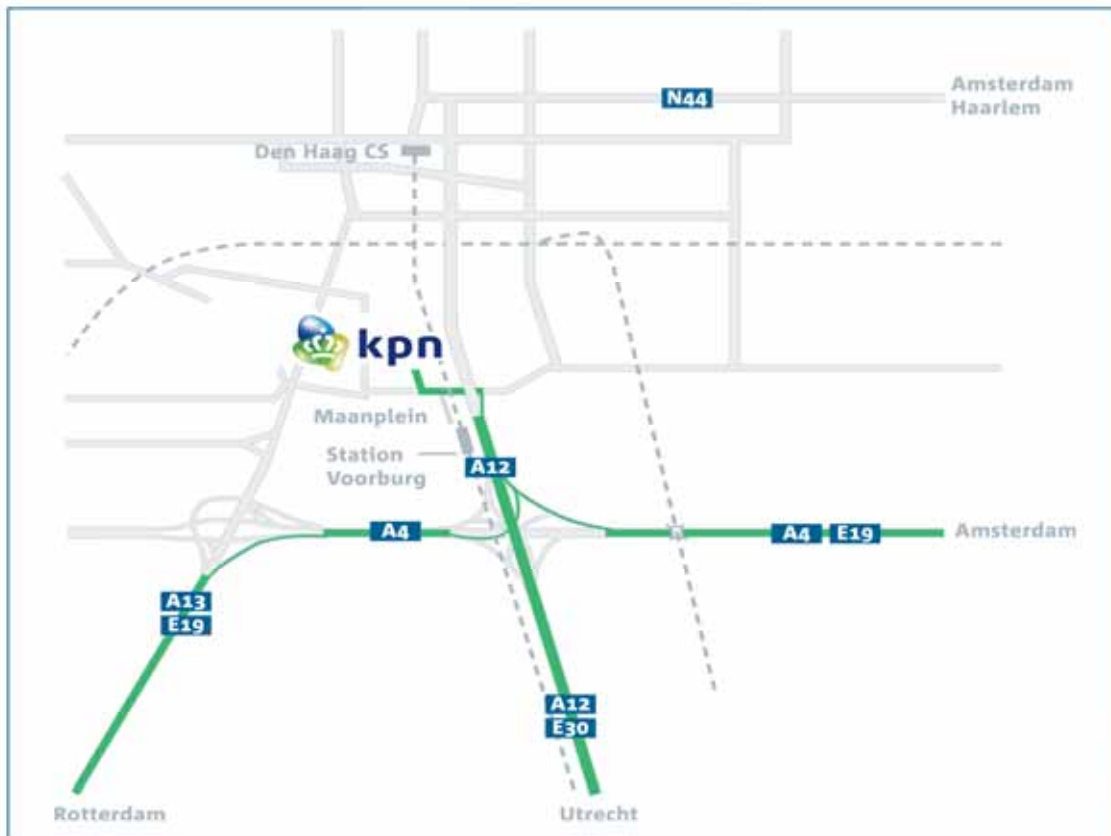 Amsterdam
Haarlem
N44
Den Haag CS
kpn
Maanplein
Station
Voorburg
A12
A4
A4
E19
Amsterdam
A13
E19
A12
E30
Rotterdam
Utrecht